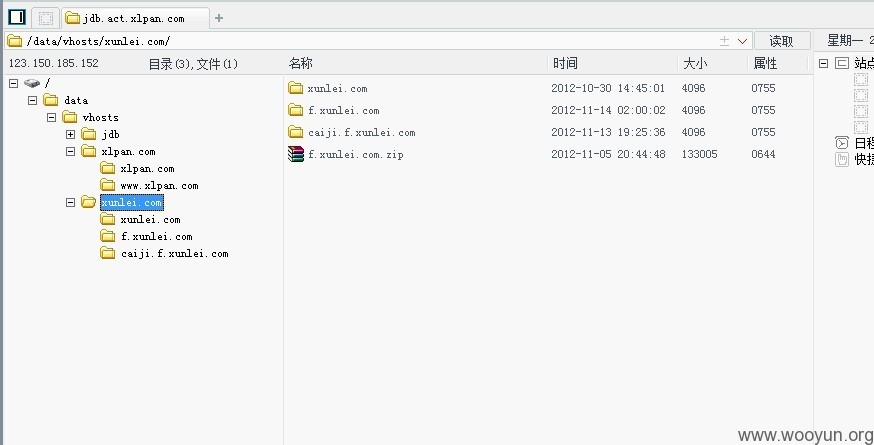 jdb.act.xlpan.com
/data/vhosts/xunlei.com/
读取
星期一 2
123.150.185.152
目录(3),文件(1)
名称 时间 大小 属性
站点
/
data
vhosts
jdb
xlpan.com
xlpan.com
www.xlpan.com
xunlei.com
xunlei.com
f.xunlei.com
caiji.f.xunlei.com
xunlei.com 2012-10-30 14:45:01 4096 0755
f.xunlei.com 2012-11-14 02:00:02 4096 0755
caiji.f.xunlei.com 2012-11-13 19:25:36 4096 0755
f.xunlei.com.zip 2012-11-05 20:44:48 133005 0644
日程
快捷
www.wooyun.org